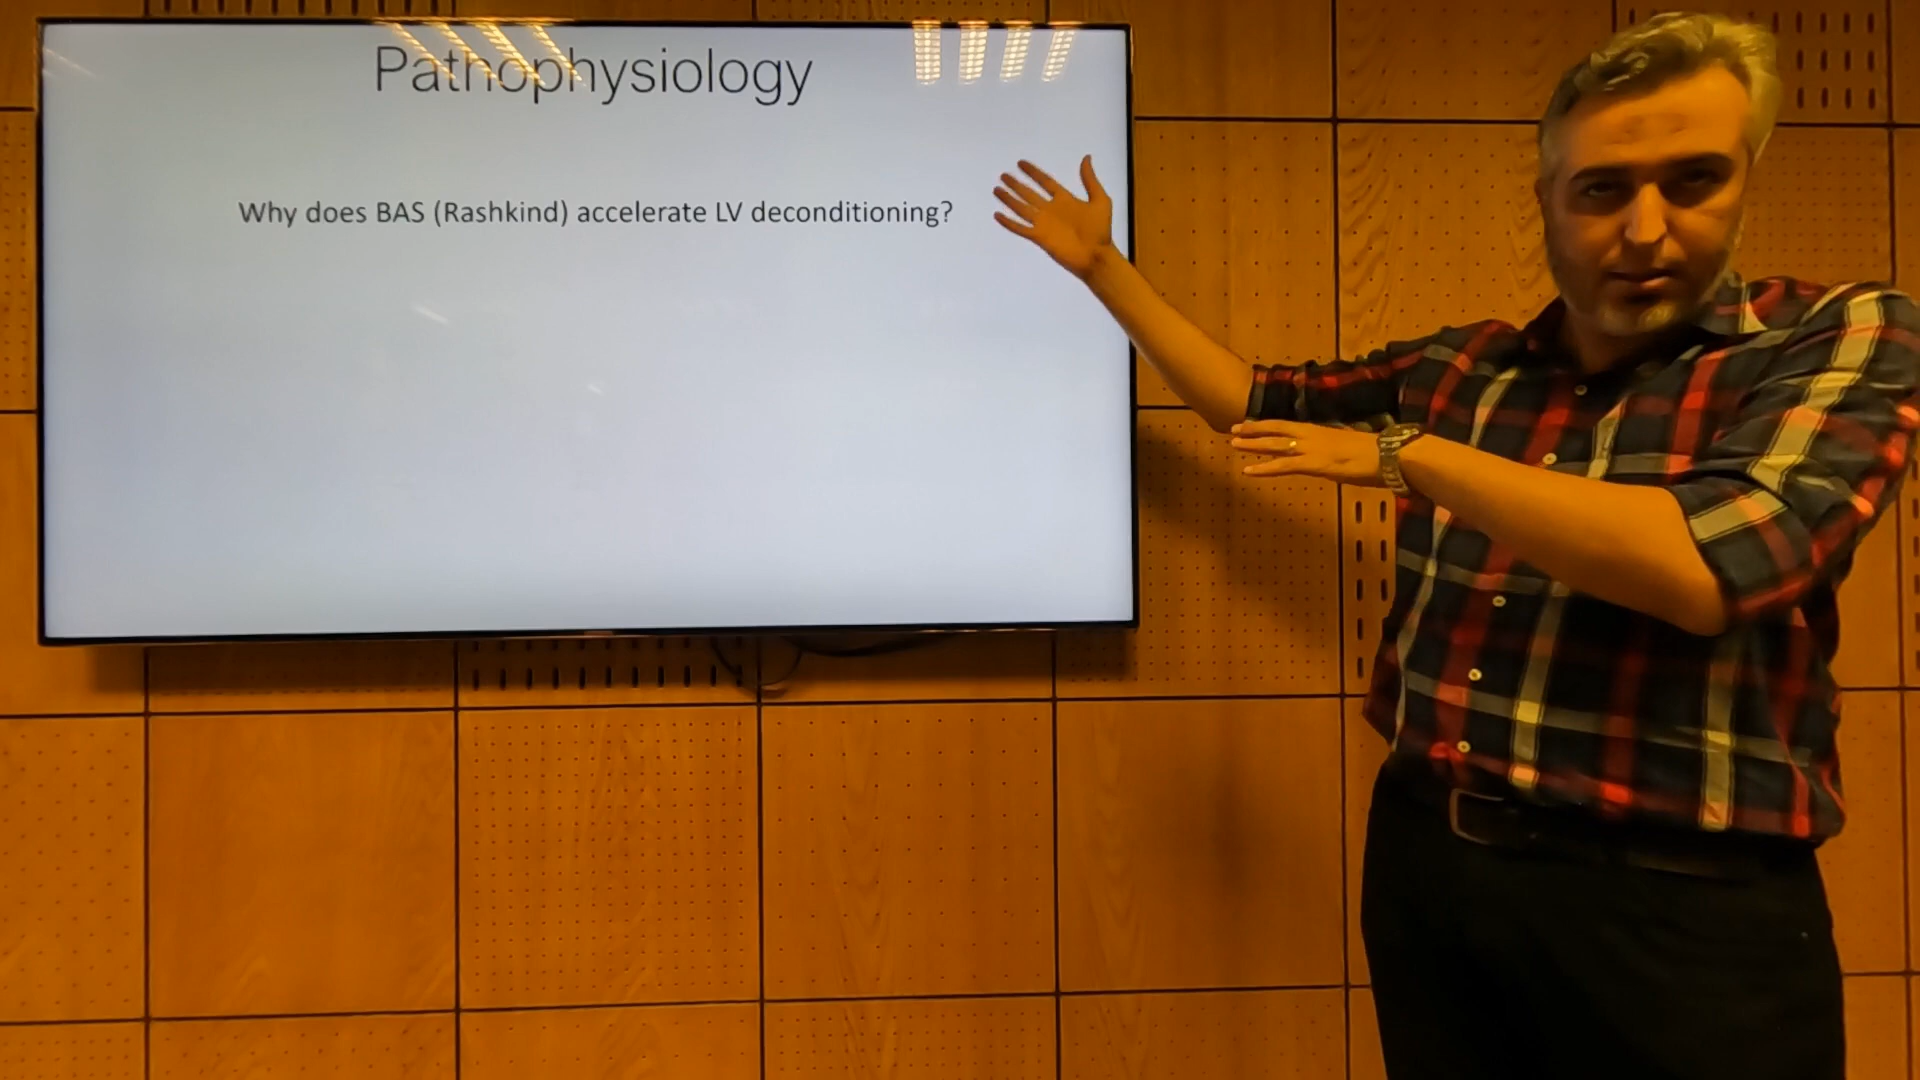 Pathophysiology
Why does BAS (Rashkind) accelerate LV deconditioning?